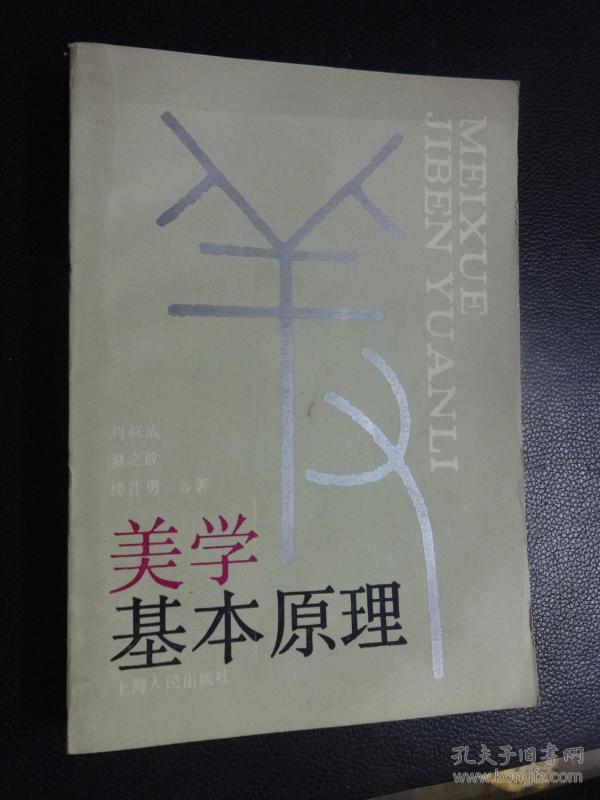 MEIXUE
JIBEN YUANLI
刘叔成
夏之放
楼昔勇 等著
美学
基本原理
上海人民出版社
孔夫子旧书网
www.kongfz.com